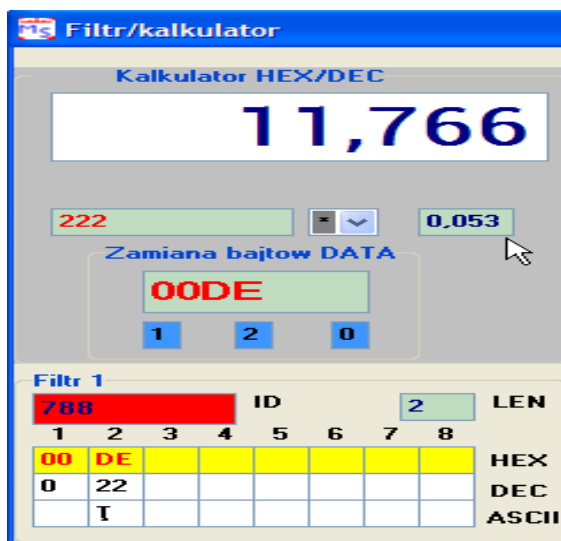 Ms Filtr/kalkulator
Kalkulator HEX/DEC
11,766
222 * 0,053
Zamiana bajtow DATA
00DE
1 2 0
Filtr 1
788 ID 2 LEN
1 2 3 4 5 6 7 8
00 DE HEX
0 22 DEC
Ţ ASCII